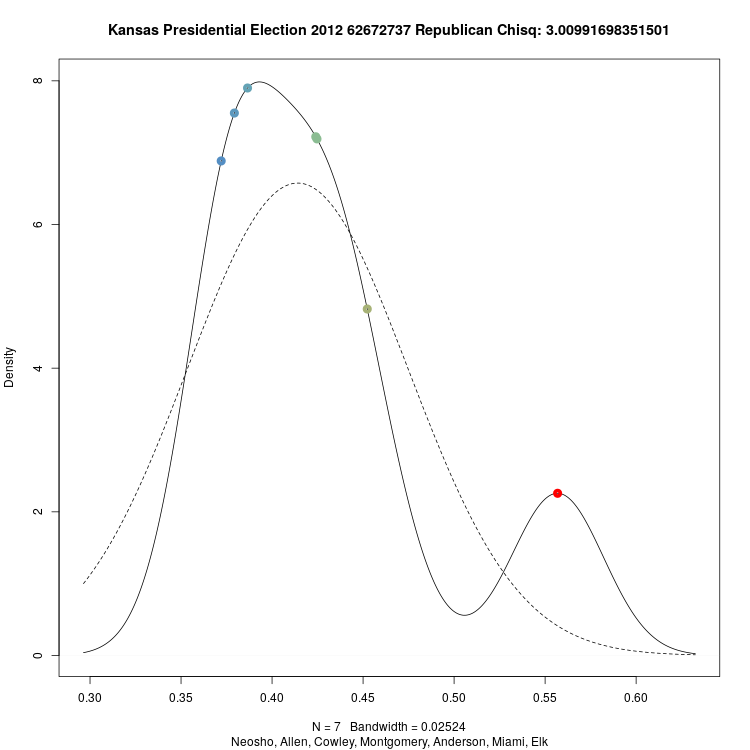 Kansas Presidential Election 2012 62672737 Republican Chisq: 3.00991698351501
8
6
4
2
0
Density
0.30 0.35 0.40 0.45 0.50 0.55 0.60
N = 7 Bandwidth = 0.02524
Neosho, Allen, Cowley, Montgomery, Anderson, Miami, Elk